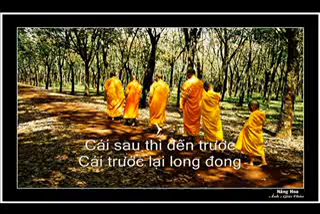 Cái sau thì đến trước
Cái trước lại long đong
Nắng Hoa